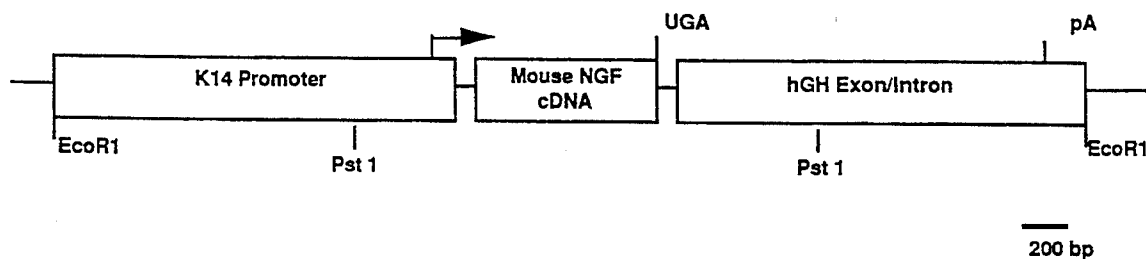 UGA
pA
K14 Promoter
Mouse NGF
cDNA
hGH Exon/Intron
EcoR1
Pst 1
Pst 1
EcoR1
200 bp